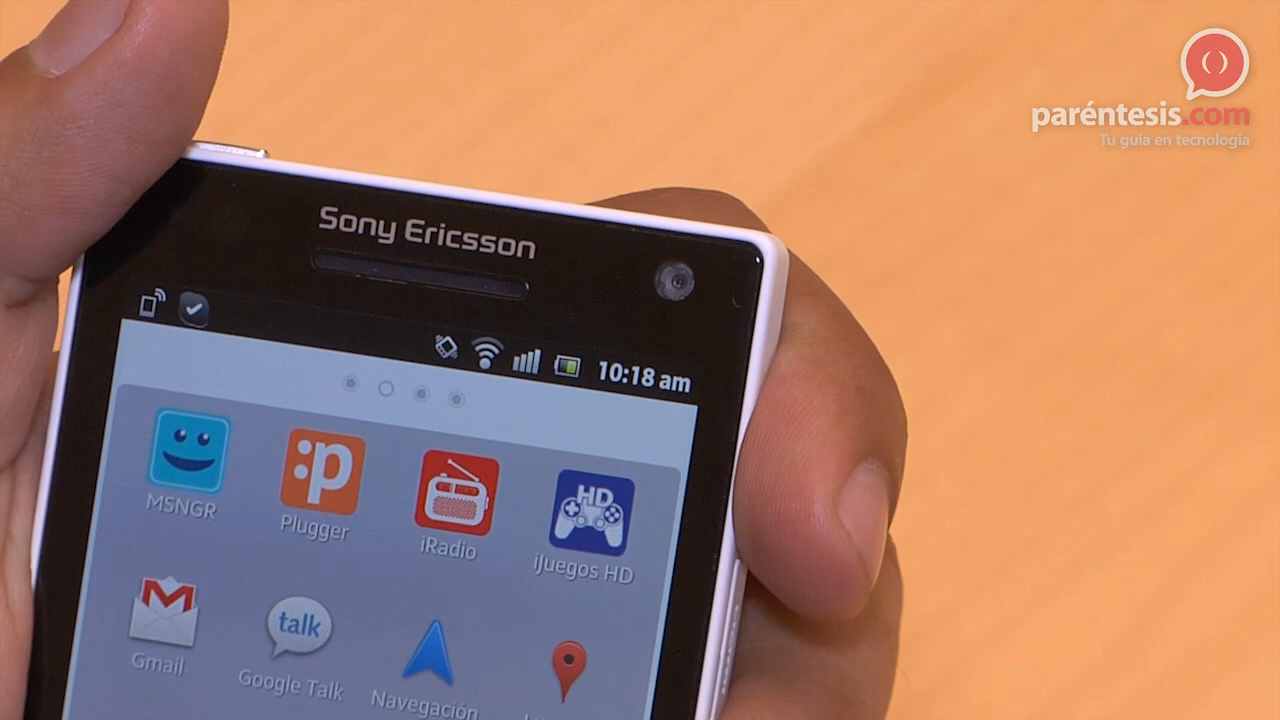 paréntesis.com
Tu guía en tecnología
Sony Ericsson
10:18 am
MSNGR
:p
Plugger
iRadio
HD
iJuegos HD
Gmail
talk
Google Talk
Navegación